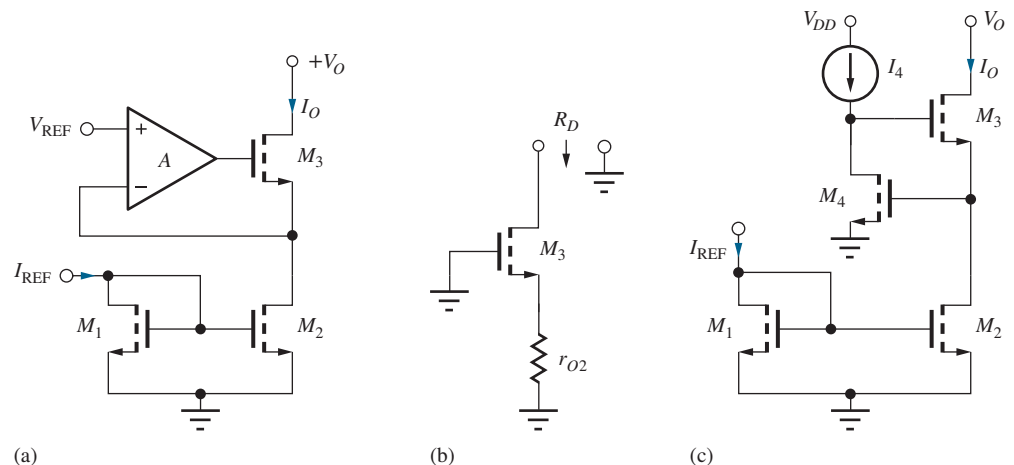 +V_O
I_O
V_REF
+
A
−
M_3
I_REF
M_1
M_2
(a)
R_D
M_3
r_O2
(b)
V_DD
V_O
I_4
I_O
M_3
M_4
I_REF
M_1
M_2
(c)